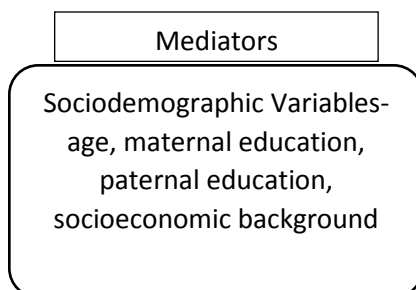 Mediators
Sociodemographic Variables-
age, maternal education,
paternal education,
socioeconomic background